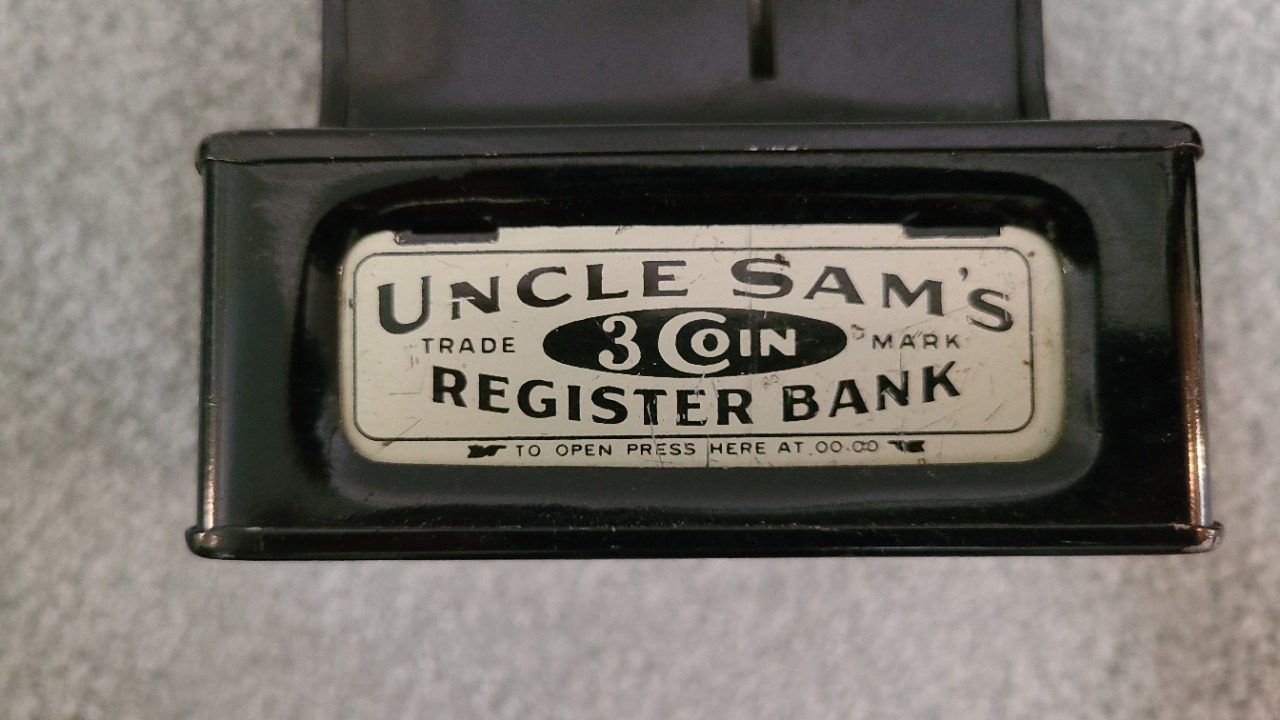 UNCLE SAM'S
TRADE 3 COIN MARK
REGISTER BANK
TO OPEN PRESS HERE AT 00-00